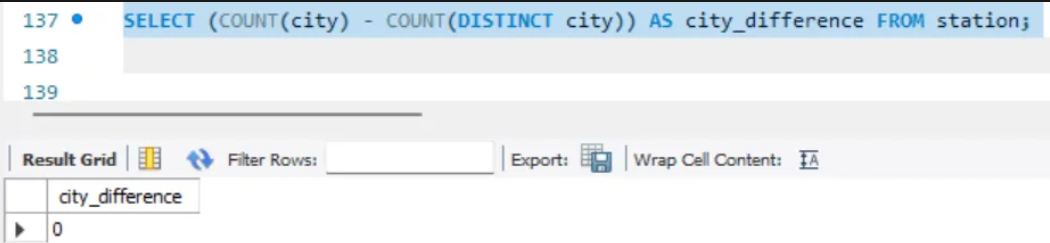 137 SELECT (COUNT(city) - COUNT(DISTINCT city)) AS city_difference FROM station;
138
139
Result Grid Filter Rows: Export: Wrap Cell Content: IA
city_difference
0